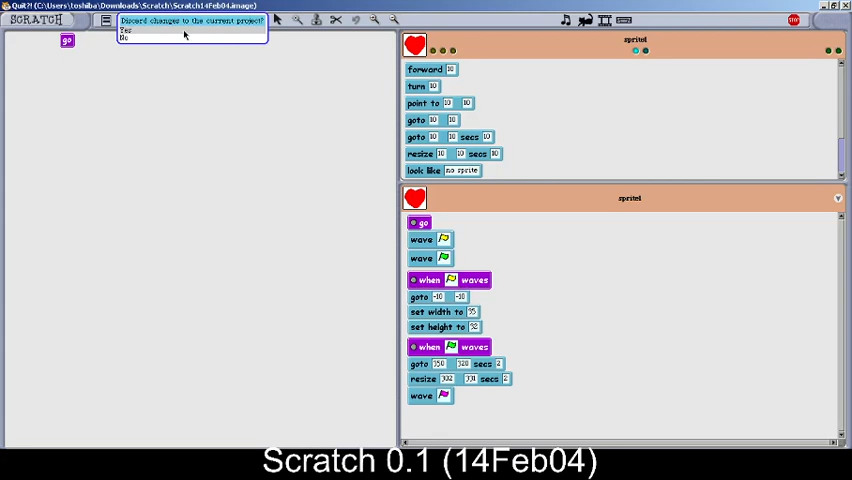 Quit?! (C:\Users\toshiba\Downloads\Scratch\Scratch14Feb04.image)
SCRATCH
Discard changes to the current project?
Yes
No
STOP
go
sprite1
forward 10
turn 10
point to 10 10
goto 10 10
goto 10 10 secs 10
resize 10 10 secs 10
look like no sprite
sprite1
go
wave
wave
when waves
goto -10 -10
set width to 35
set height to 32
when waves
goto 350 320 secs 2
resize 302 331 secs 2
wave
Scratch 0.1 (14Feb04)